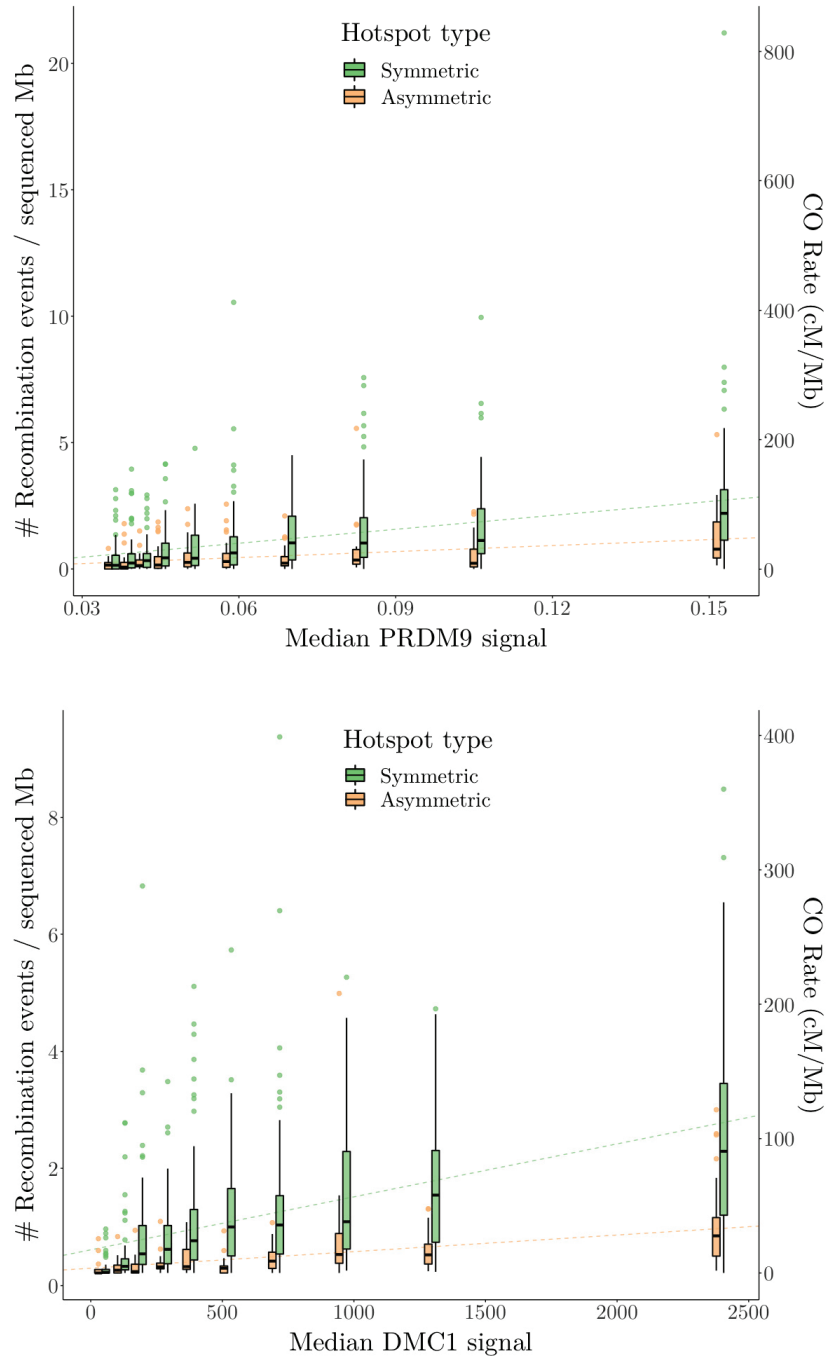 Hotspot type
Symmetric
Asymmetric
# Recombination events / sequenced Mb
20
15
10
5
0
800
600
400
200
0
CO Rate (cM/Mb)
0.03
0.06
0.09
0.12
0.15
Median PRDM9 signal
Hotspot type
Symmetric
Asymmetric
# Recombination events / sequenced Mb
8
6
4
2
0
400
300
200
100
0
CO Rate (cM/Mb)
0
500
1000
1500
2000
2500
Median DMC1 signal